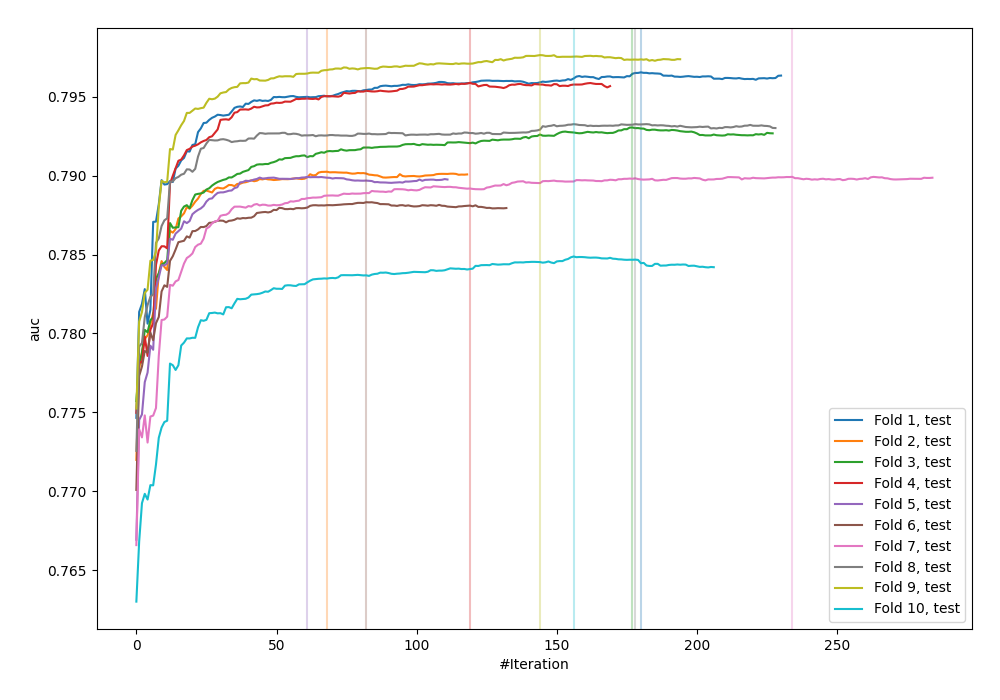 0.795
0.790
0.785
0.780
0.775
0.770
0.765
auc
0 50 100 150 200 250
#Iteration
Fold 1, test
Fold 2, test
Fold 3, test
Fold 4, test
Fold 5, test
Fold 6, test
Fold 7, test
Fold 8, test
Fold 9, test
Fold 10, test